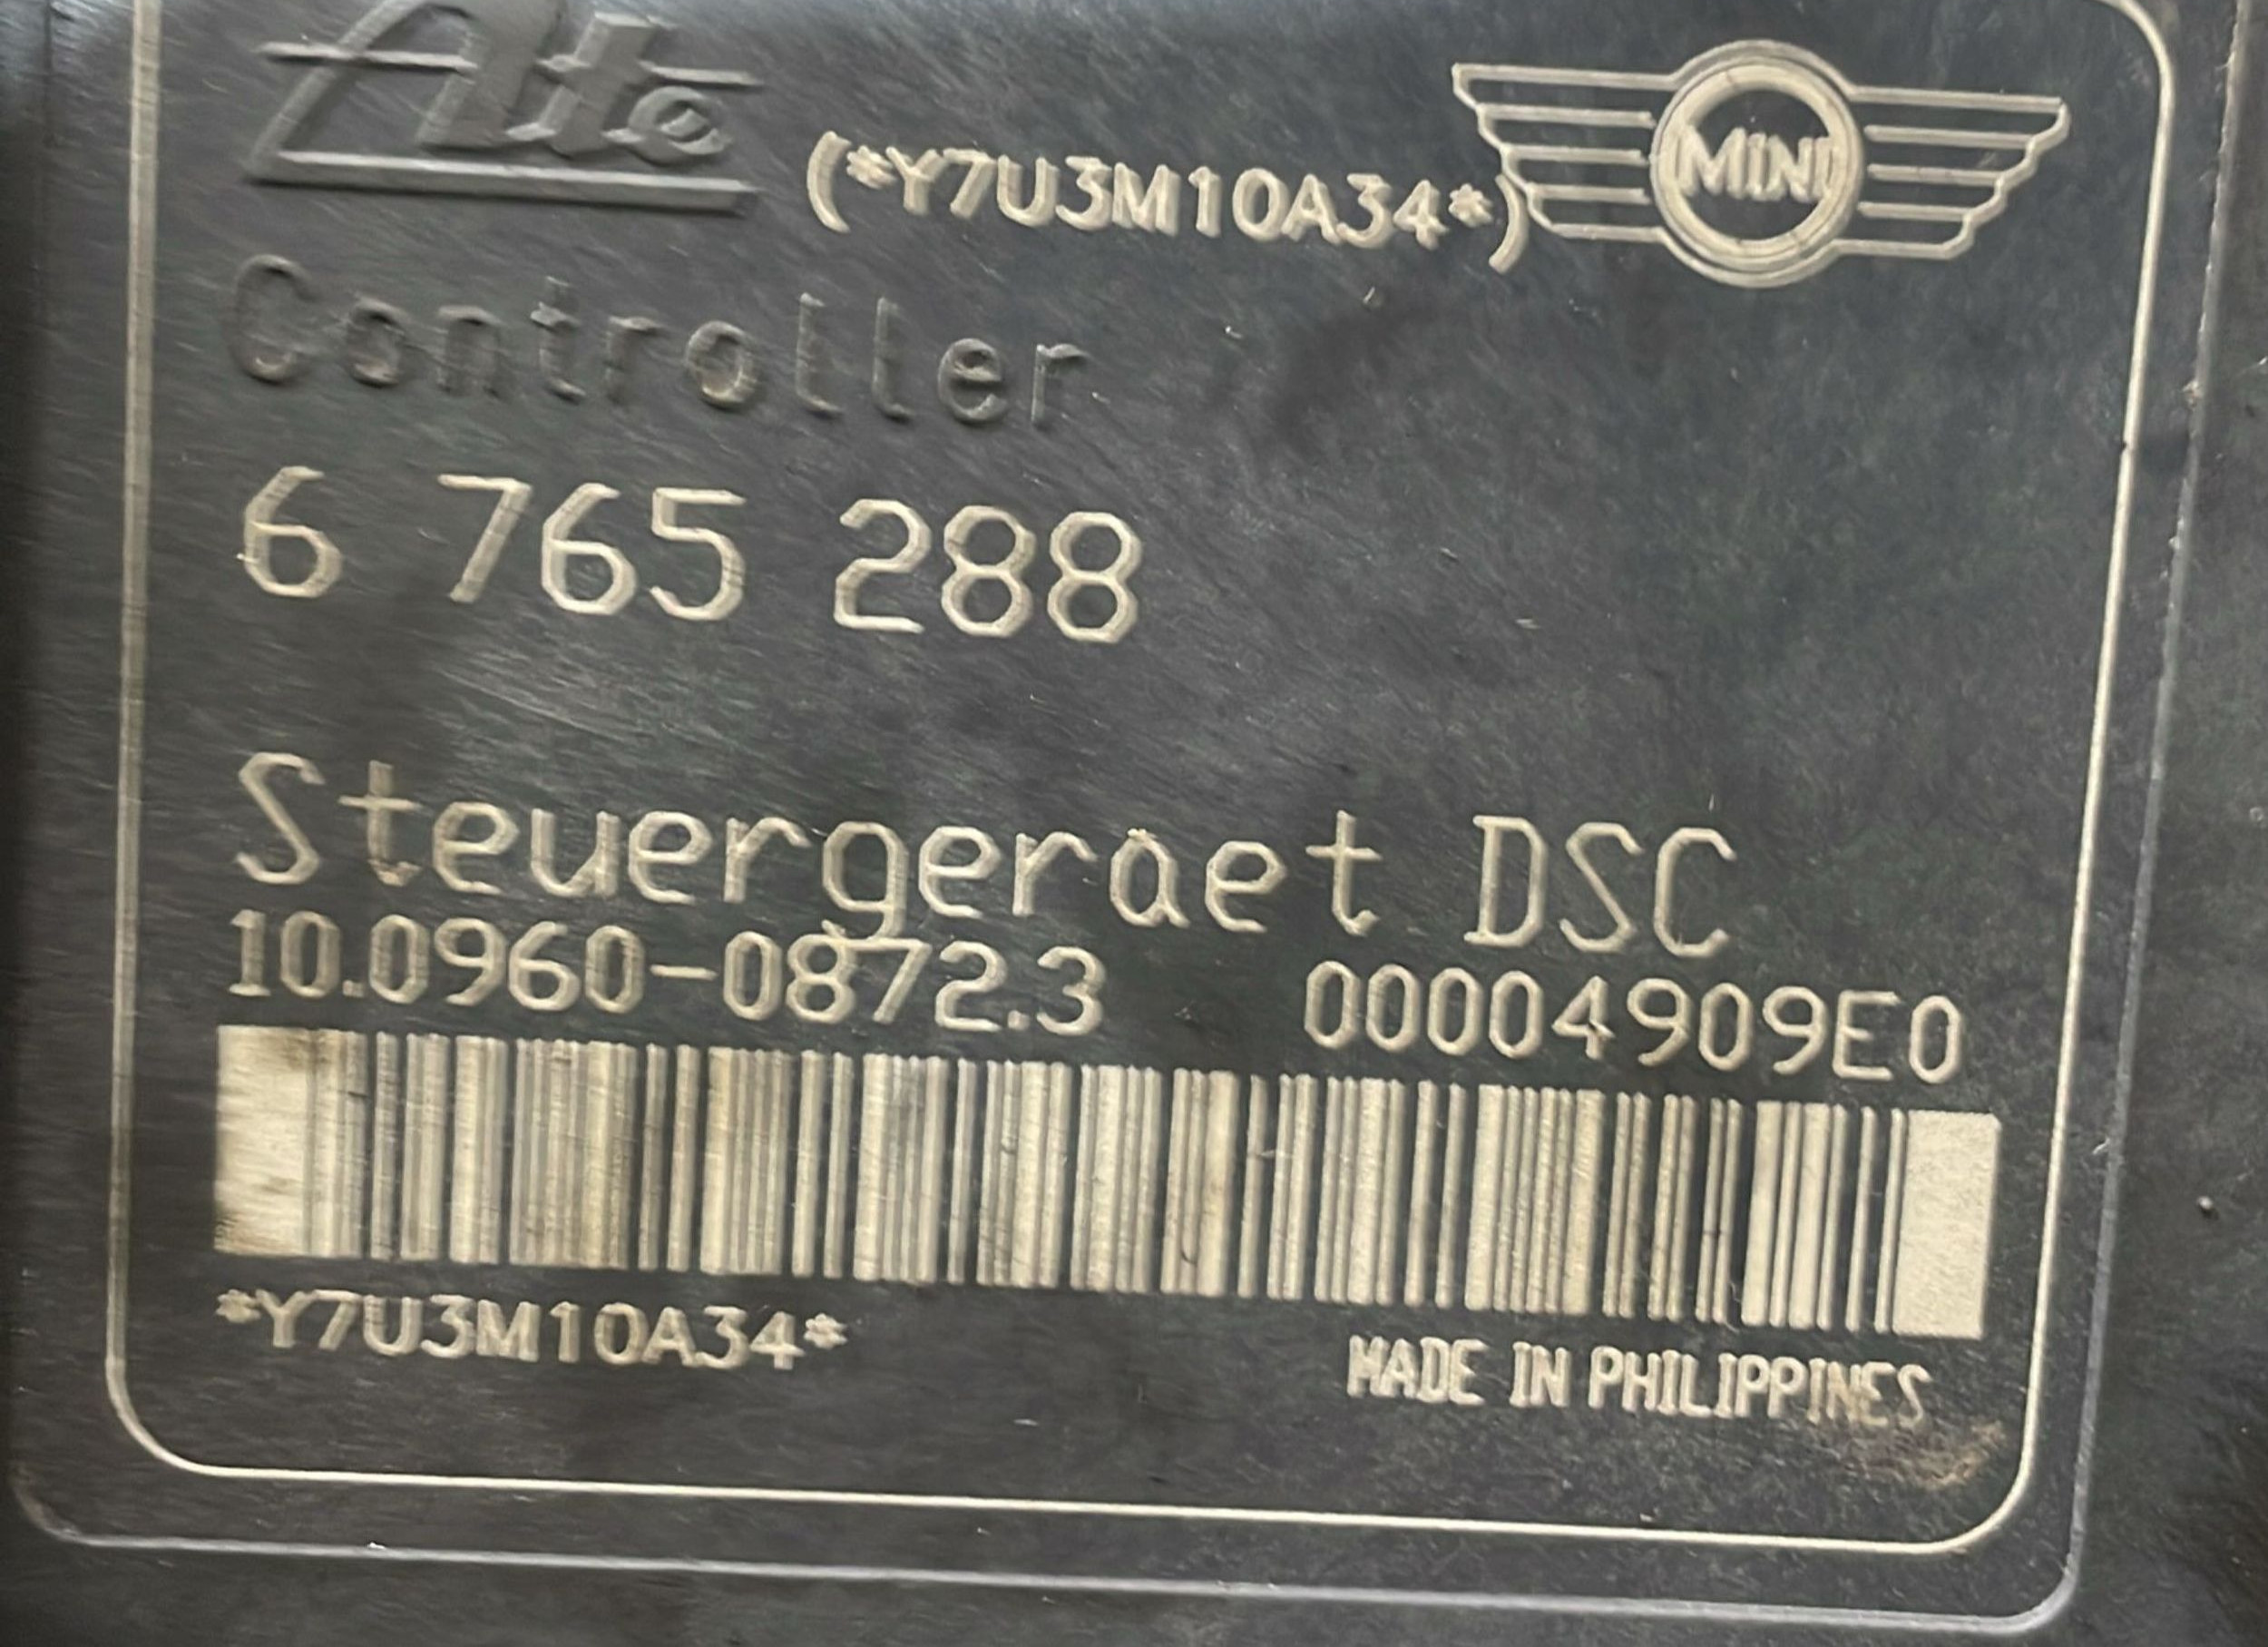 Ate
(*Y7U3M10A34*)
MINI
Controller
6 765 288
Steuergeraet DSC
10.0960-0872.3 00004909E0
*Y7U3M10A34*
MADE IN PHILIPPINES